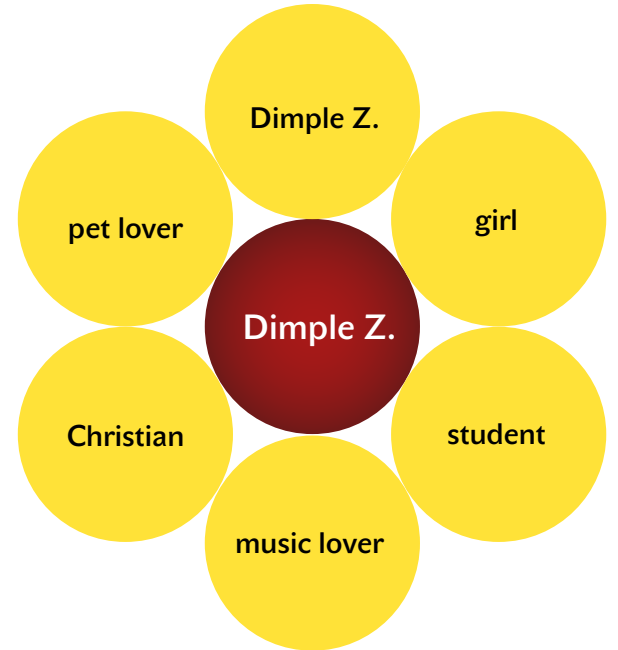 Dimple Z.
pet lover
girl
Dimple Z.
Christian
student
music lover